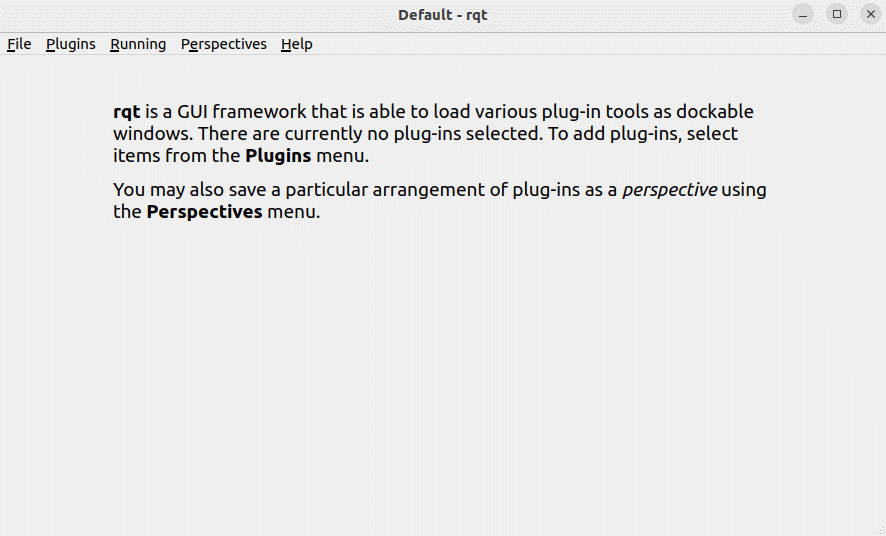 Default - rqt
File Plugins Running Perspectives Help
rqt is a GUI framework that is able to load various plug-in tools as dockable
windows. There are currently no plug-ins selected. To add plug-ins, select
items from the Plugins menu.
You may also save a particular arrangement of plug-ins as a perspective using
the Perspectives menu.